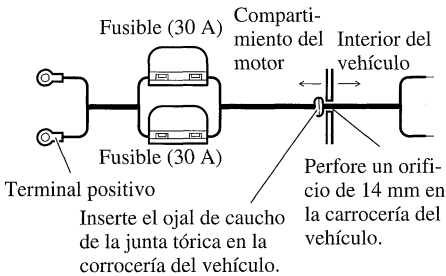 Fusible (30 A)
Comparti-
miento del
motor
Interior del
vehículo
Fusible (30 A)
Terminal positivo
Inserte el ojal de caucho
de la junta tórica en la
corrocería del vehículo.
Perfore un orifi-
cio de 14 mm en
la carrocería del
vehículo.